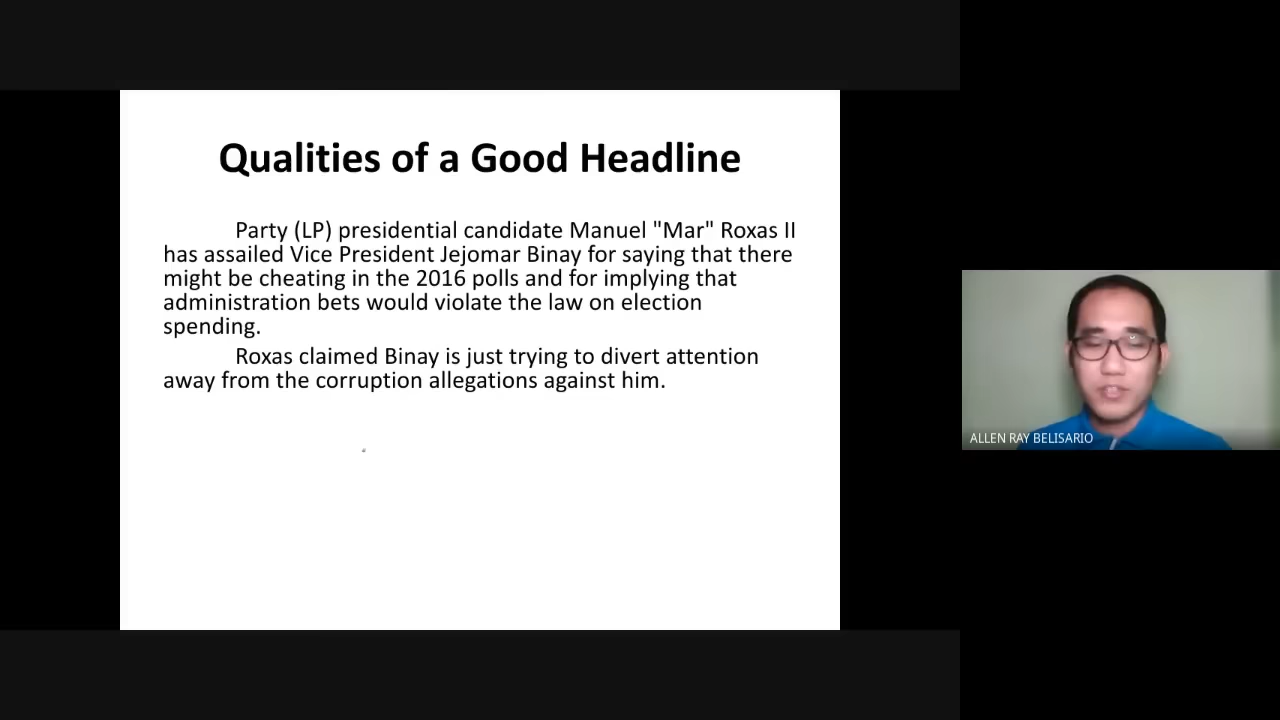 Qualities of a Good Headline
Party (LP) presidential candidate Manuel "Mar" Roxas II
has assailed Vice President Jejomar Binay for saying that there
might be cheating in the 2016 polls and for implying that
administration bets would violate the law on election
spending.
Roxas claimed Binay is just trying to divert attention
away from the corruption allegations against him.
ALLEN RAY BELISARIO